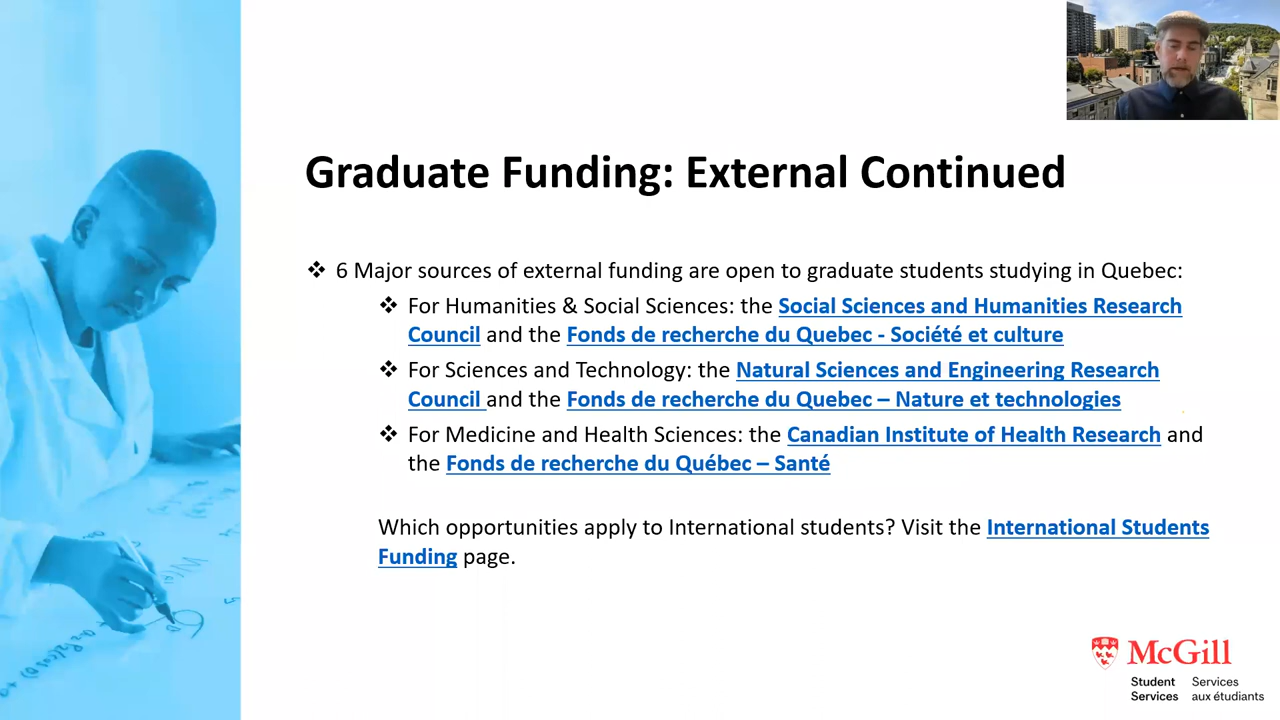 Graduate Funding: External Continued
❖ 6 Major sources of external funding are open to graduate students studying in Quebec:
❖ For Humanities & Social Sciences: the Social Sciences and Humanities Research
Council and the Fonds de recherche du Quebec - Société et culture
❖ For Sciences and Technology: the Natural Sciences and Engineering Research
Council and the Fonds de recherche du Quebec – Nature et technologies
❖ For Medicine and Health Sciences: the Canadian Institute of Health Research and
the Fonds de recherche du Québec – Santé
Which opportunities apply to International students? Visit the International Students
Funding page.
McGill
Student Services
Services aux étudiants